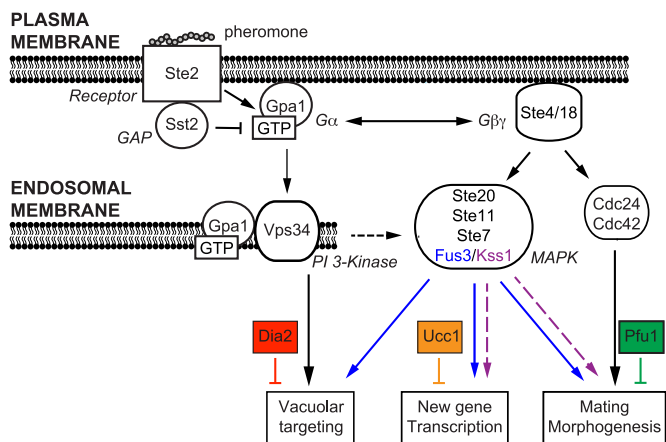 PLASMA
MEMBRANE
pheromone
Ste2
Receptor
Gpa1
GTP
Gα
Gβγ
Ste4/18
Sst2
GAP
ENDOSOMAL
MEMBRANE
Gpa1
GTP
Vps34
PI 3-Kinase
Ste20
Ste11
Ste7
Fus3/Kss1
MAPK
Cdc24
Cdc42
Dia2
Ucc1
Pfu1
Vacuolar
targeting
New gene
Transcription
Mating
Morphogenesis